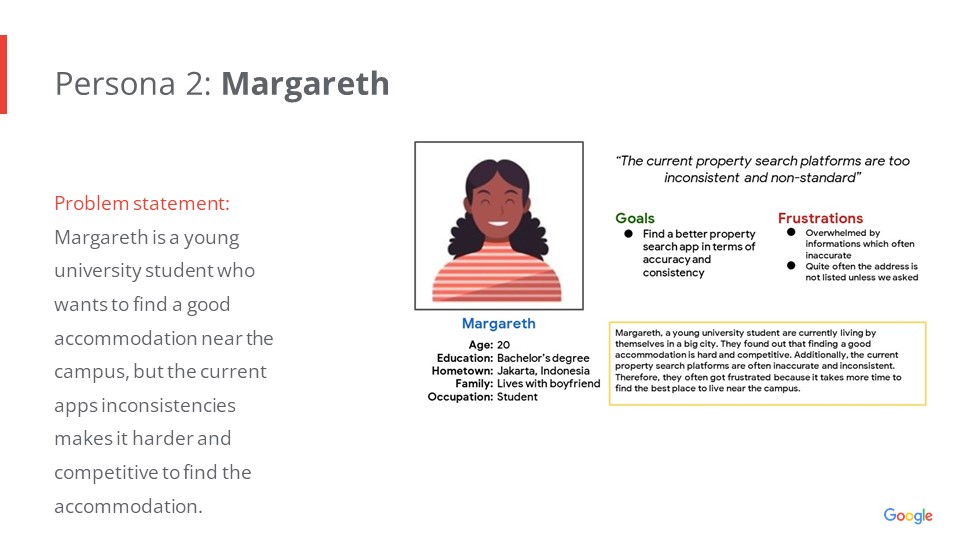 Persona 2: Margareth
Problem statement:
Margareth is a young
university student who
wants to find a good
accommodation near the
campus, but the current
apps inconsistencies
makes it harder and
competitive to find the
accommodation.
Margareth
Age: 20
Education: Bachelor's degree
Hometown: Jakarta, Indonesia
Family: Lives with boyfriend
Occupation: Student
“The current property search platforms are too
inconsistent and non-standard”
Goals
● Find a better property
search app in terms of
accuracy and
consistency
Frustrations
● Overwhelmed by
informations which often
inaccurate
● Quite often the address is
not listed unless we asked
Margareth, a young university student are currently living by
themselves in a big city. They found out that finding a good
accommodation is hard and competitive. Additionally, the current
property search platforms are often inaccurate and inconsistent.
Therefore, they often got frustrated because it takes more time to
find the best place to live near the campus.
Google